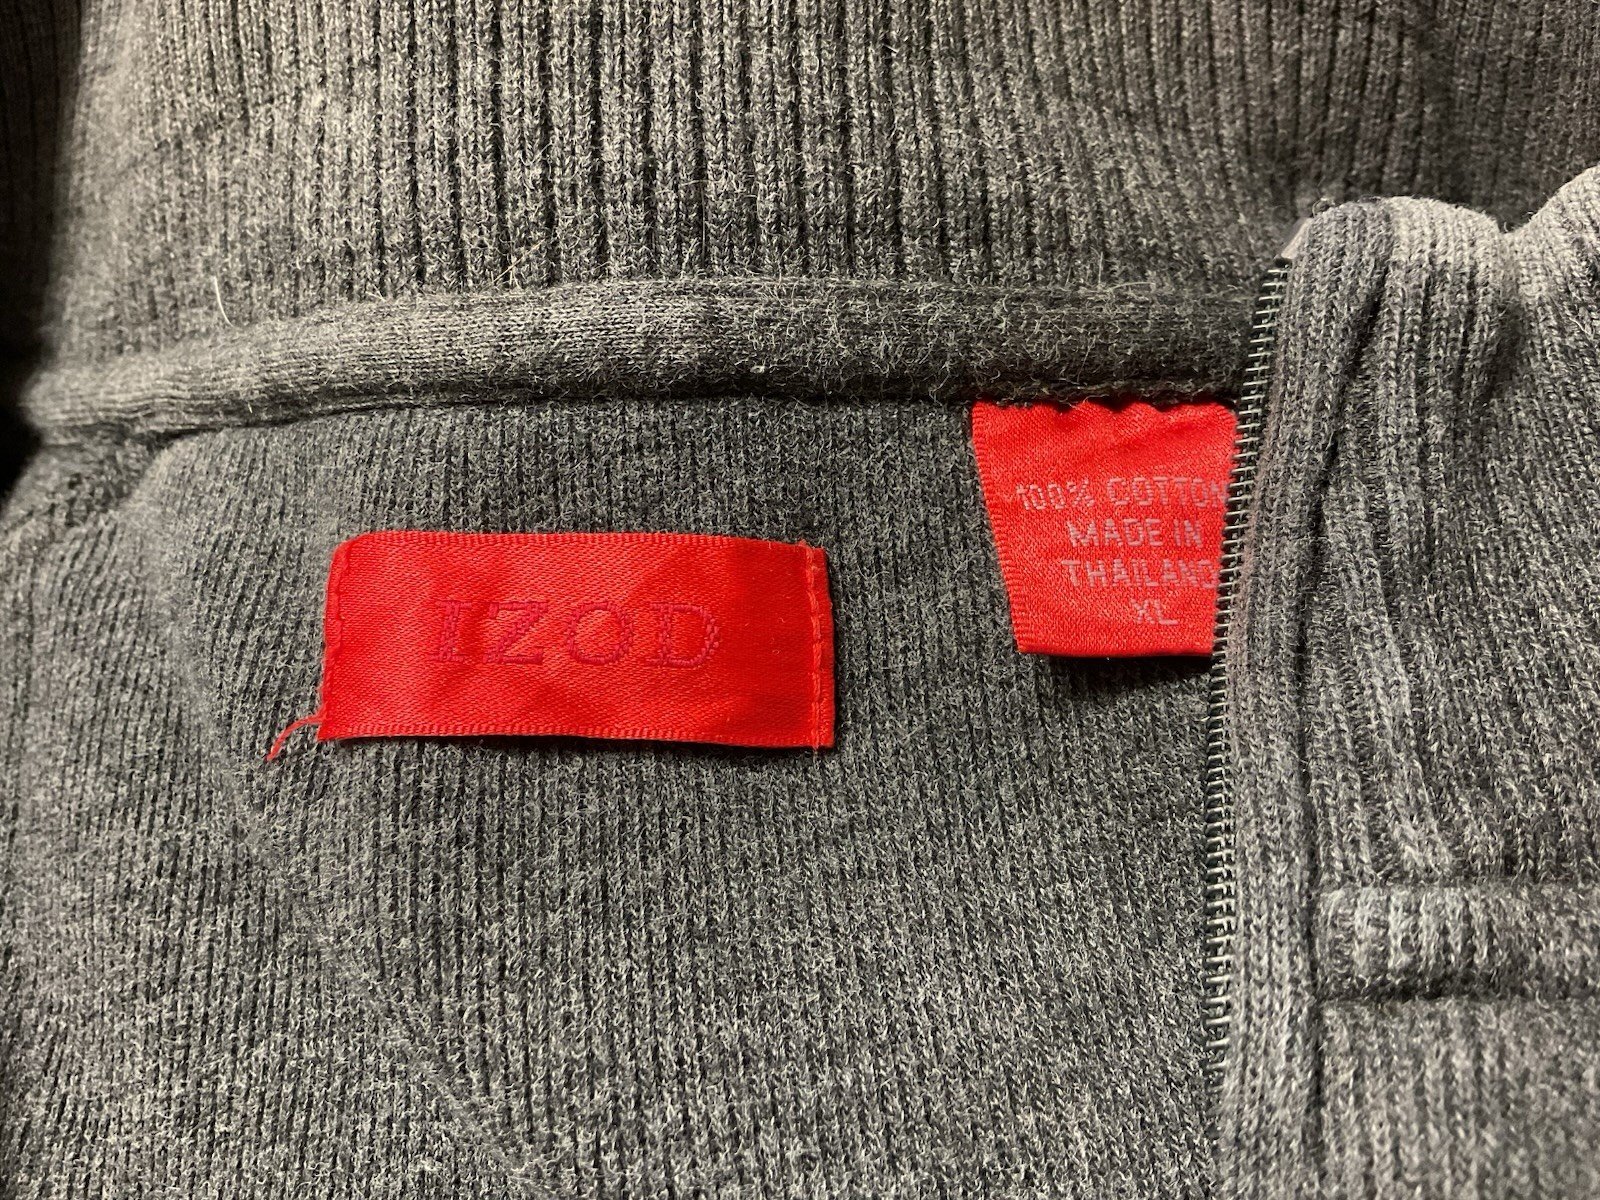 IZOD
100% COTTON
MADE IN
THAILAND
XL